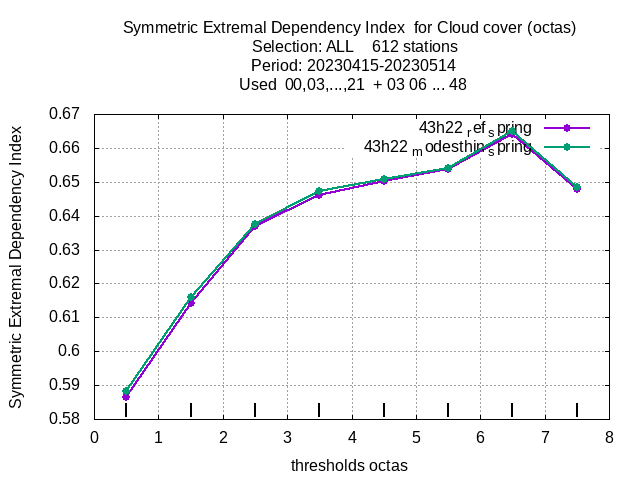 Symmetric Extremal Dependency Index  for Cloud cover (octas)
Selection: ALL    612 stations
Period: 20230415-20230514
Used  00,03,...,21  + 03 06 ... 48
Symmetric Extremal Dependency Index
0.67
0.66
0.65
0.64
0.63
0.62
0.61
0.6
0.59
0.58
43h22 ref spring
43h22 modesthin spring
0 1 2 3 4 5 6 7 8
thresholds octas